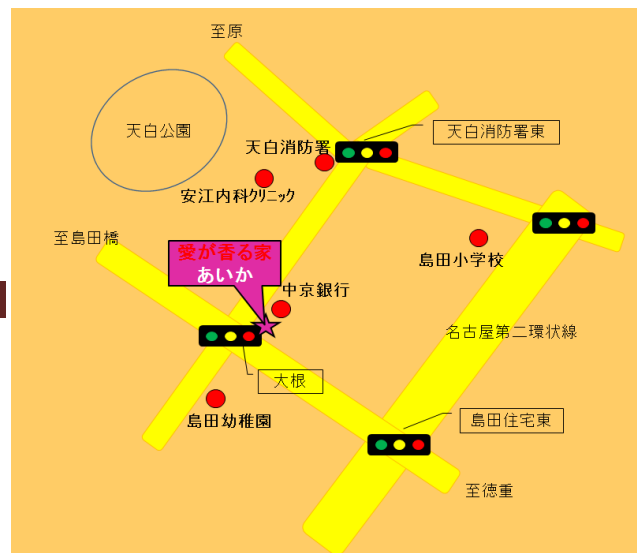 至原
天白公園
天白消防署東
天白消防署
安江内科クリニック
至島田橋
愛が香る家
あいか
島田小学校
中京銀行
名古屋第二環状線
大根
島田幼稚園
島田住宅東
至徳重